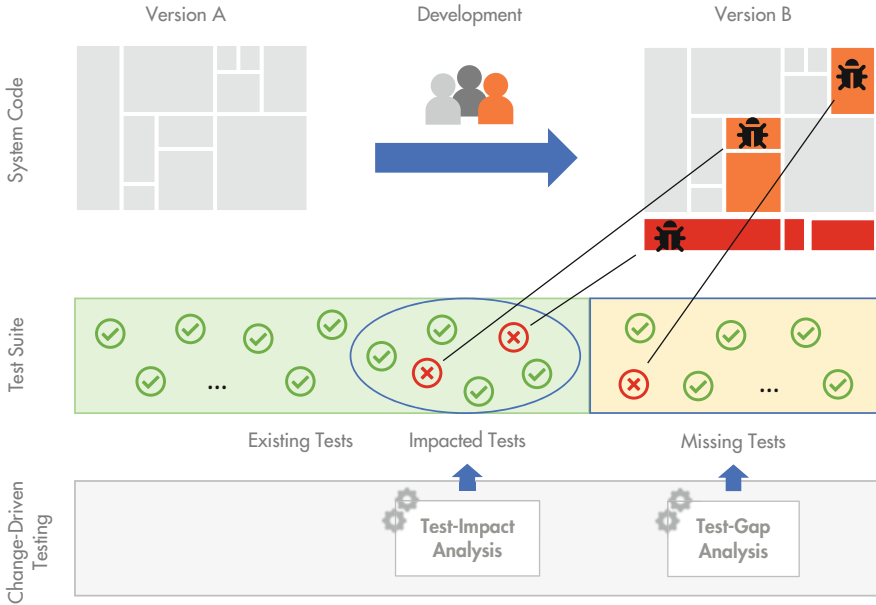 Version A
Development
Version B
System Code
Test Suite
...
...
Existing Tests
Impacted Tests
Missing Tests
Change-Driven
Testing
Test-Impact
Analysis
Test-Gap
Analysis